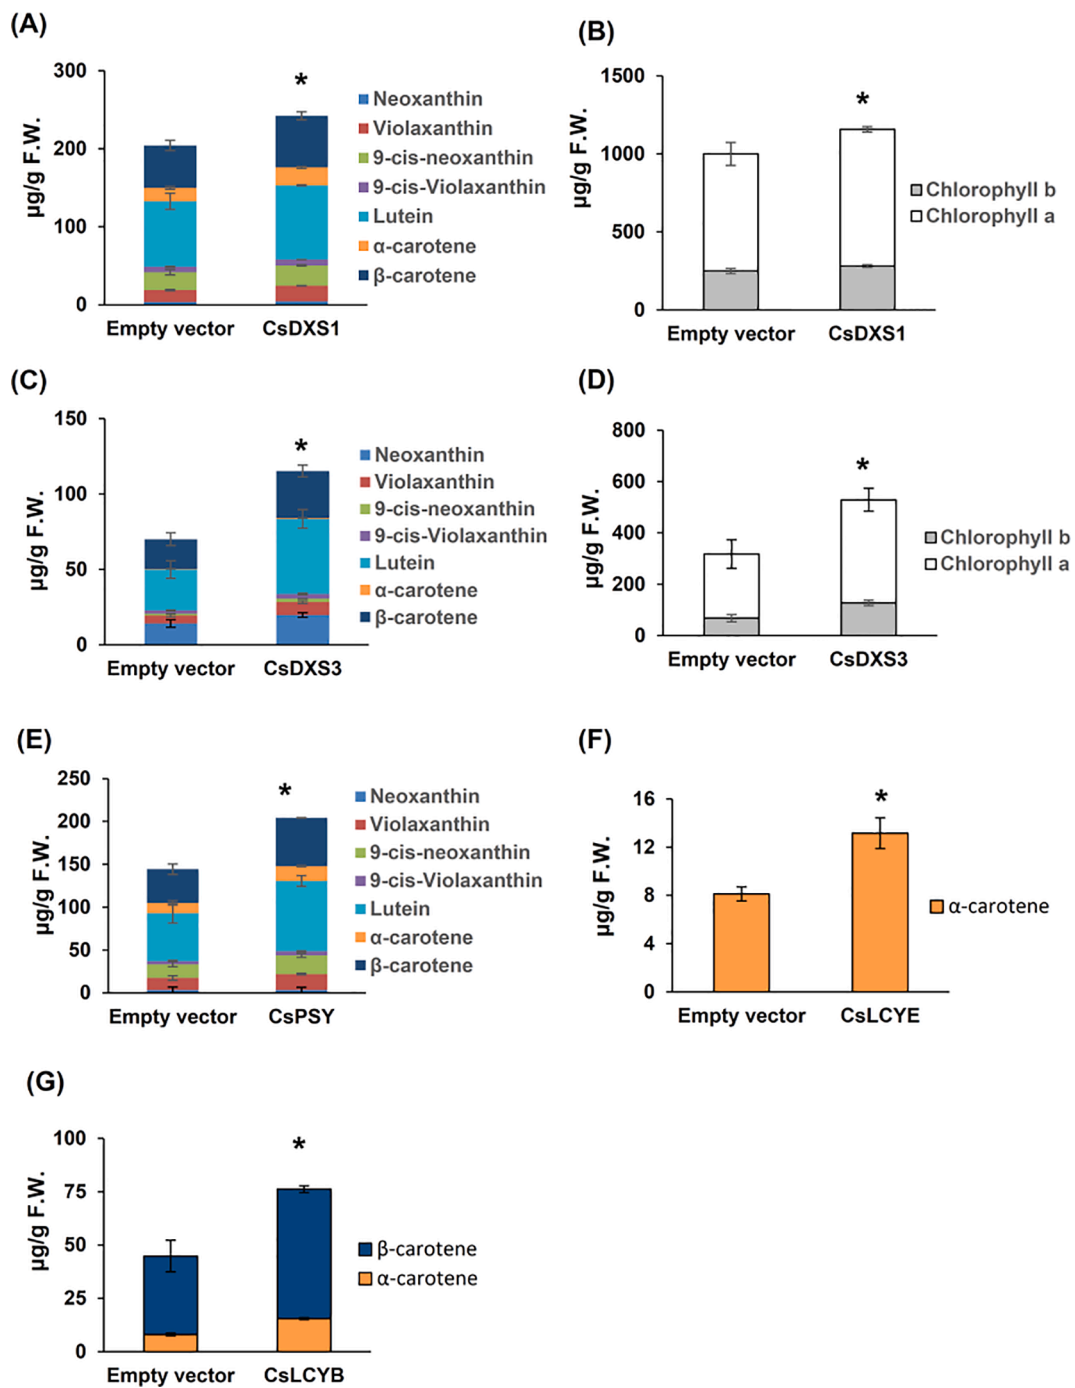 (A)
300
200
100
0
µg/g F.W.
*
Empty vector
CsDXS1
Neoxanthin
Violaxanthin
9-cis-neoxanthin
9-cis-Violaxanthin
Lutein
α-carotene
β-carotene
(B)
1500
1000
500
0
µg/g F.W.
*
Empty vector
CsDXS1
Chlorophyll b
Chlorophyll a
(C)
150
100
50
0
µg/g F.W.
*
Empty vector
CsDXS3
Neoxanthin
Violaxanthin
9-cis-neoxanthin
9-cis-Violaxanthin
Lutein
α-carotene
β-carotene
(D)
800
600
400
200
0
µg/g F.W.
*
Empty vector
CsDXS3
Chlorophyll b
Chlorophyll a
(E)
250
200
150
100
50
0
µg/g F.W.
*
Empty vector
CsPSY
Neoxanthin
Violaxanthin
9-cis-neoxanthin
9-cis-Violaxanthin
Lutein
α-carotene
β-carotene
(F)
16
12
8
4
0
µg/g F.W.
*
Empty vector
CsLCYE
α-carotene
(G)
100
75
50
25
0
µg/g F.W.
*
Empty vector
CsLCYB
β-carotene
α-carotene